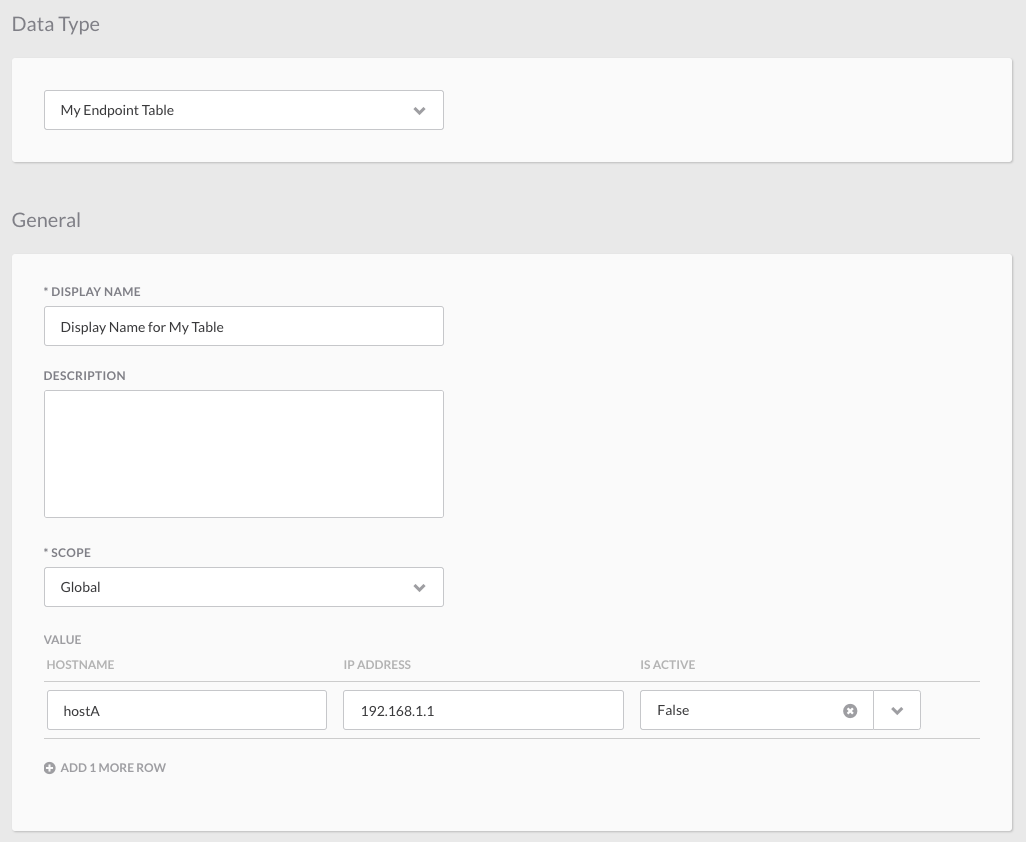 Data Type
My Endpoint Table
General
* DISPLAY NAME
Display Name for My Table
DESCRIPTION
* SCOPE
Global
VALUE
HOSTNAME IP ADDRESS IS ACTIVE
hostA 192.168.1.1 False
ADD 1 MORE ROW